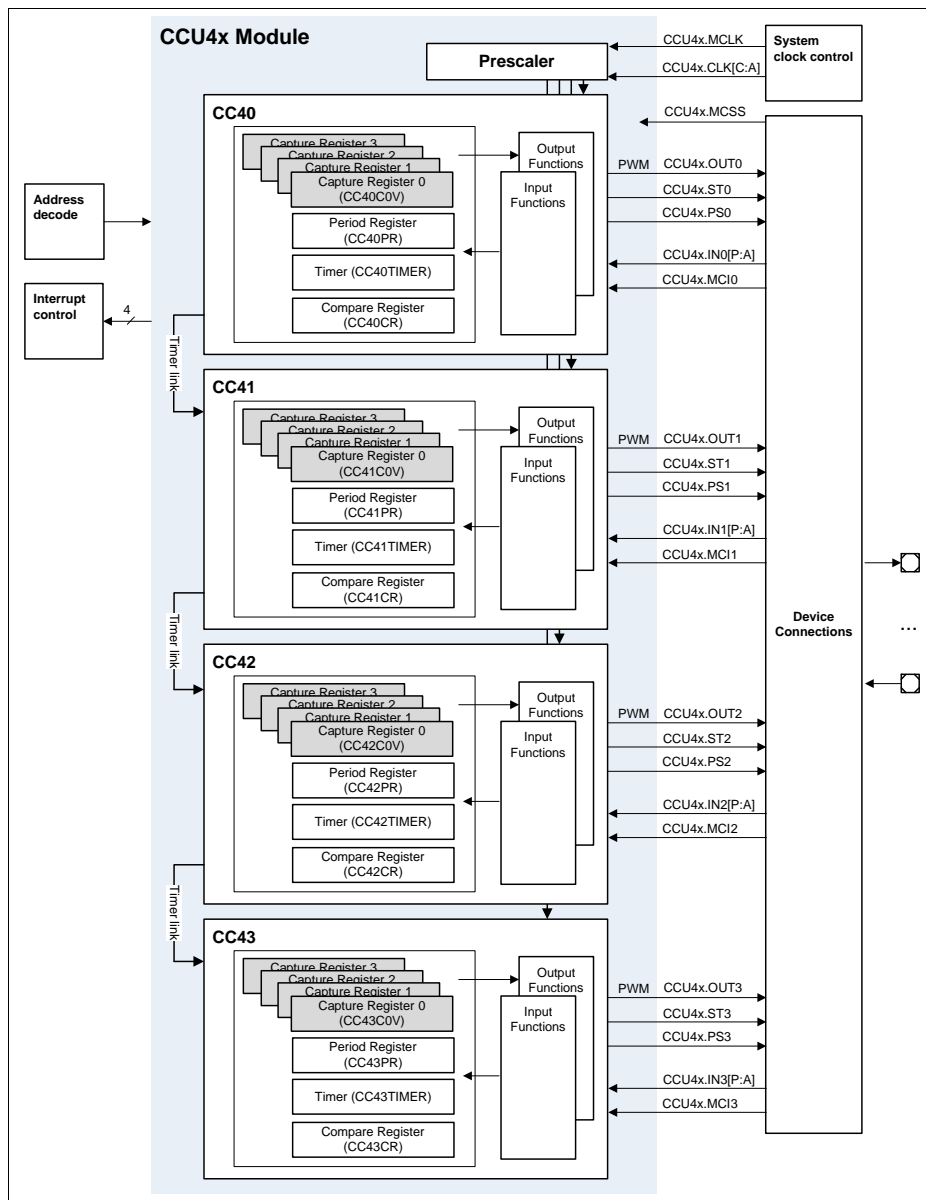 CCU4x Module
Prescaler
CCU4x.MCLK
CCU4x.CLK[C:A]
System
clock control
CCU4x.MCSS
Address
decode
Interrupt
control
4
CC40
Capture Register 3
Capture Register 2
Capture Register 1
Capture Register 0
(CC40C0V)
Period Register
(CC40PR)
Timer (CC40TIMER)
Compare Register
(CC40CR)
Output
Functions
Input
Functions
PWM
CCU4x.OUT0
CCU4x.ST0
CCU4x.PS0
CCU4x.IN0[P:A]
CCU4x.MCI0
Timer link
CC41
Capture Register 3
Capture Register 2
Capture Register 1
Capture Register 0
(CC41C0V)
Period Register
(CC41PR)
Timer (CC41TIMER)
Compare Register
(CC41CR)
Output
Functions
Input
Functions
PWM
CCU4x.OUT1
CCU4x.ST1
CCU4x.PS1
CCU4x.IN1[P:A]
CCU4x.MCI1
Timer link
Device
Connections
...
CC42
Capture Register 3
Capture Register 2
Capture Register 1
Capture Register 0
(CC42C0V)
Period Register
(CC42PR)
Timer (CC42TIMER)
Compare Register
(CC42CR)
Output
Functions
Input
Functions
PWM
CCU4x.OUT2
CCU4x.ST2
CCU4x.PS2
CCU4x.IN2[P:A]
CCU4x.MCI2
Timer link
CC43
Capture Register 3
Capture Register 2
Capture Register 1
Capture Register 0
(CC43C0V)
Period Register
(CC43PR)
Timer (CC43TIMER)
Compare Register
(CC43CR)
Output
Functions
Input
Functions
PWM
CCU4x.OUT3
CCU4x.ST3
CCU4x.PS3
CCU4x.IN3[P:A]
CCU4x.MCI3